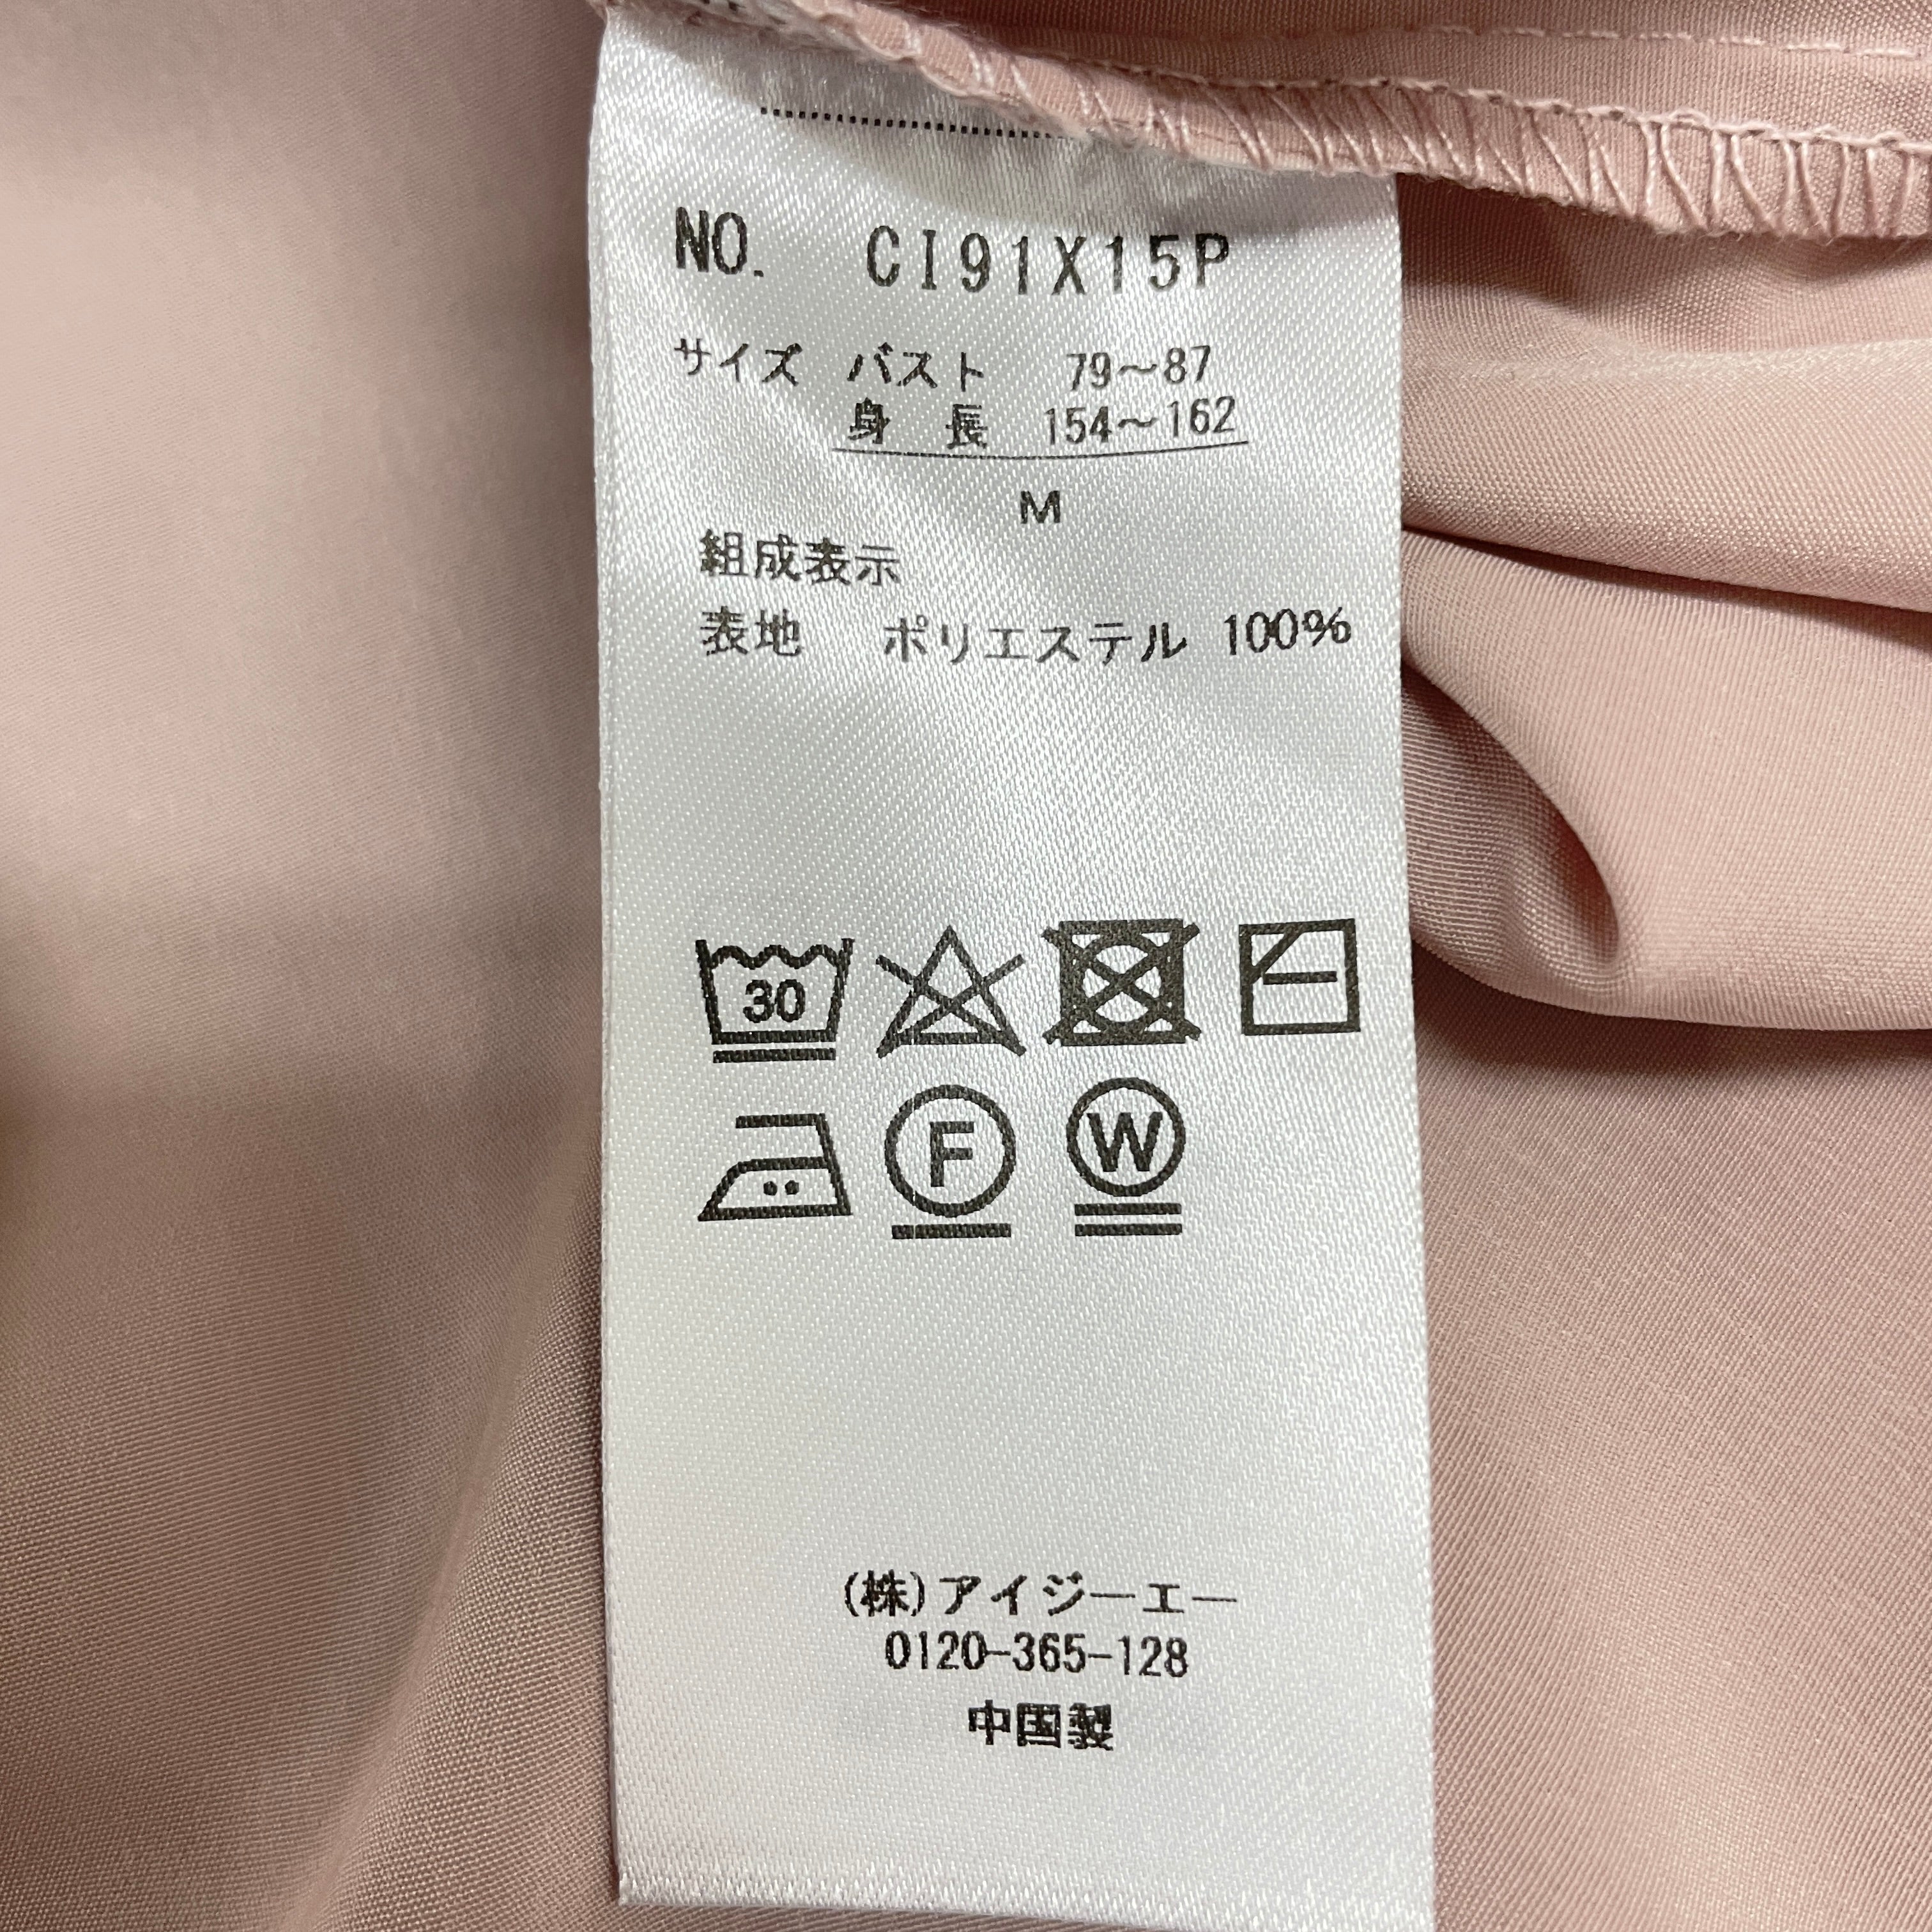 NO. CI91X15P
サイズ バスト 79～87
身 長 154～162
M
組成表示
表地 ポリエステル 100%
30
F W
(株)アイジーエー
0120-365-128
中国製